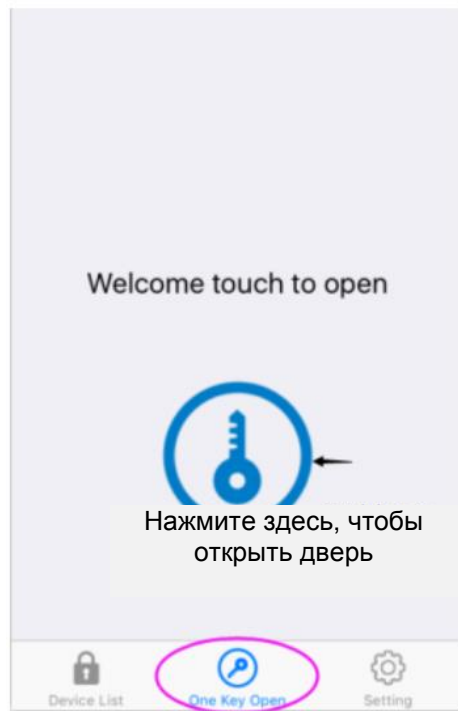 Welcome touch to open
Нажмите здесь, чтобы
открыть дверь
Device List
One Key Open
Setting